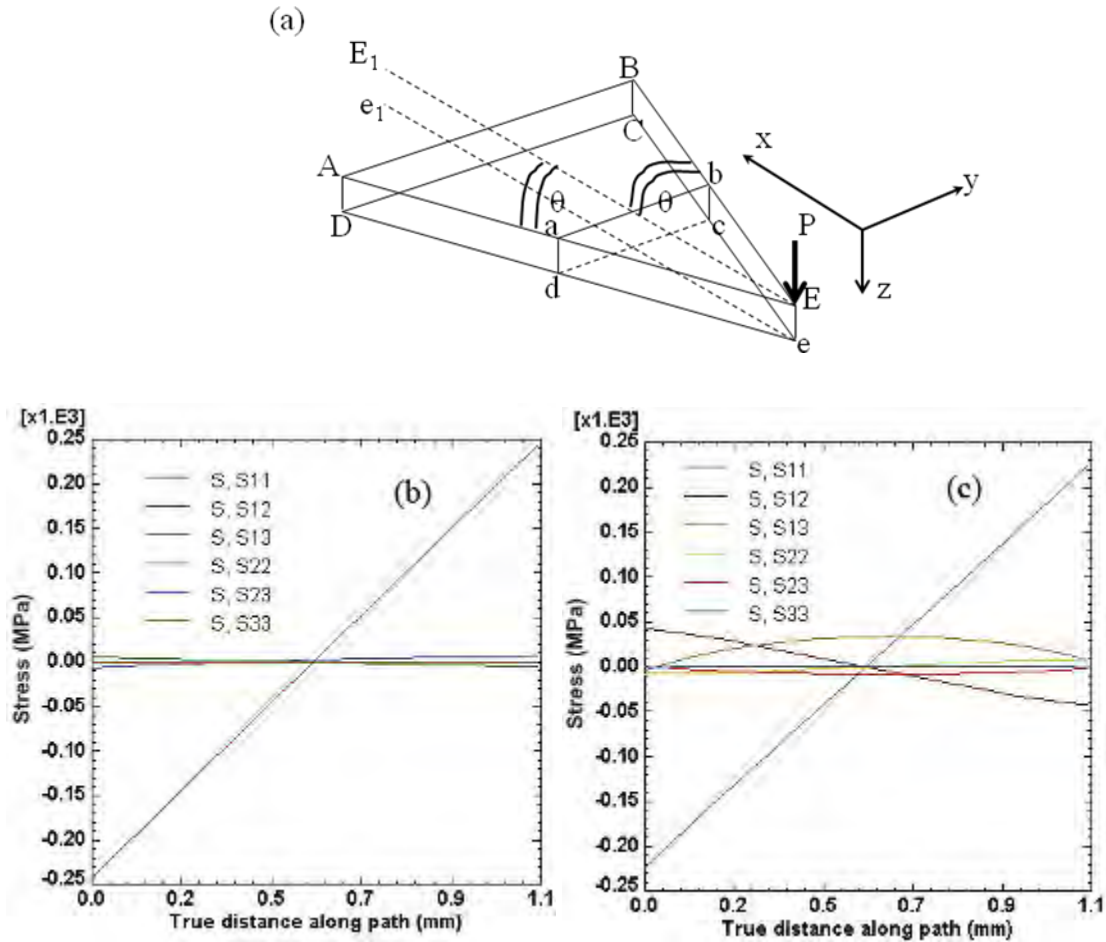 (a)
E1
e1
B
C
x
A
b
y
θ
θ
D
a
c
P
d
E
z
e
[x1.E3]
0.25
0.20
0.15
0.10
0.05
0.00
-0.05
-0.10
-0.15
-0.20
-0.25
Stress (MPa)
S, S11
S, S12
S, S13
S, S22
S, S23
S, S33
(b)
0.0 0.2 0.5 0.7 0.9 1.1
True distance along path (mm)
[x1.E3]
0.25
0.20
0.15
0.10
0.05
0.00
-0.05
-0.10
-0.15
-0.20
-0.25
Stress (MPa)
S, S11
S, S12
S, S13
S, S22
S, S23
S, S33
(c)
0.0 0.2 0.5 0.7 0.9 1.1
True distance along path (mm)